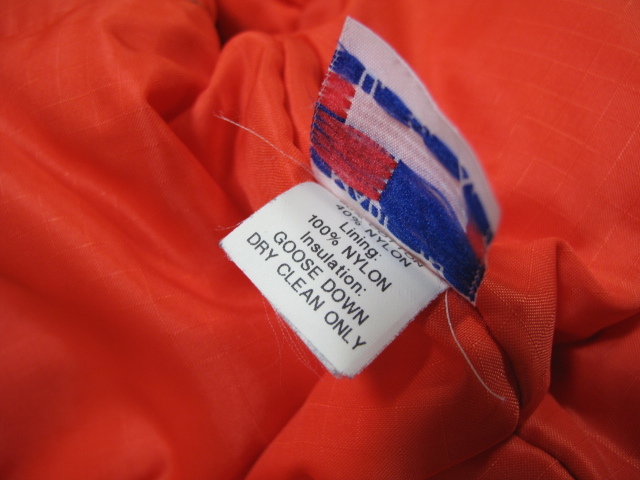 40% NYLON
Lining:
100% NYLON
Insulation:
GOOSE DOWN
DRY CLEAN ONLY